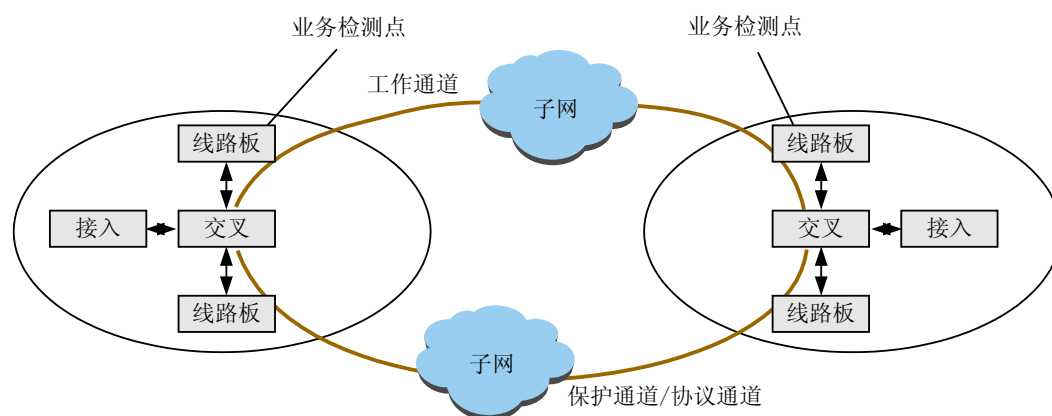 业务检测点
业务检测点
工作通道
子网
线路板
线路板
接入
交叉
交叉
接入
线路板
线路板
子网
保护通道/协议通道